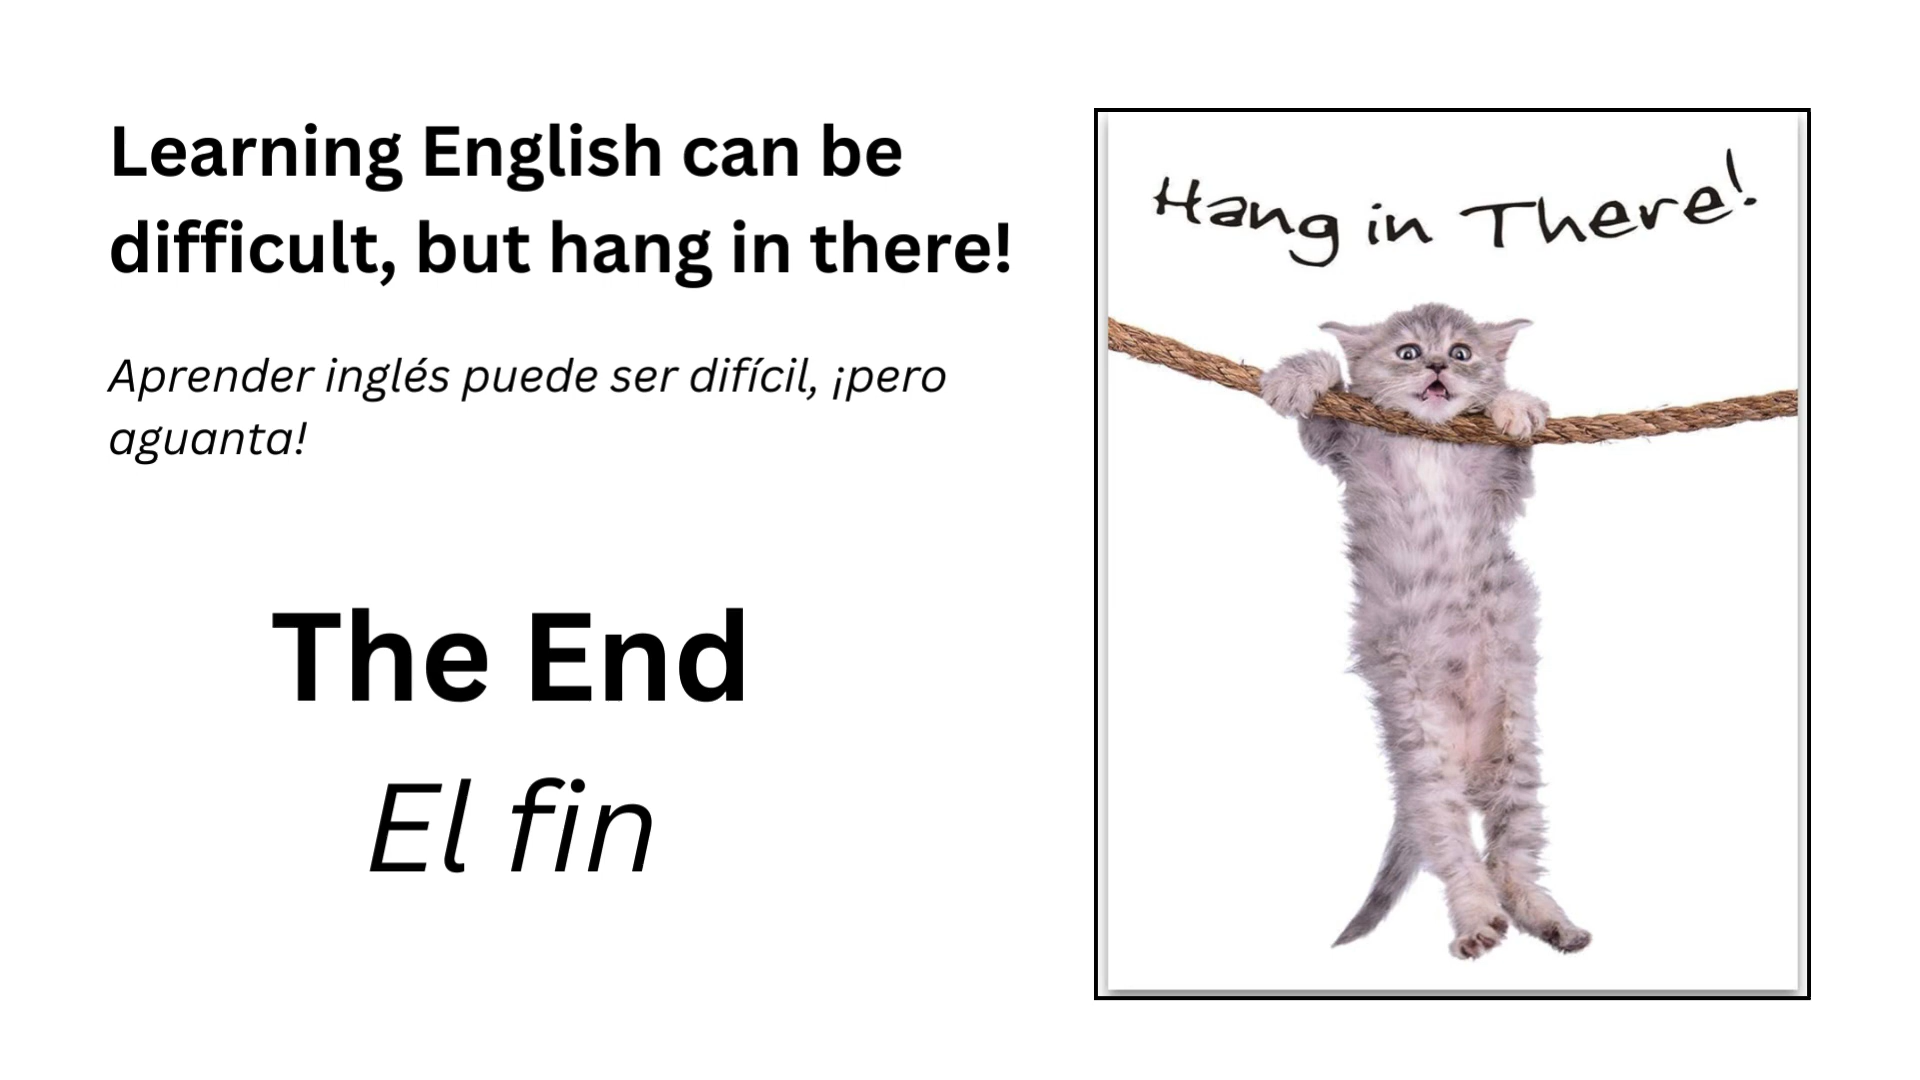 Learning English can be
difficult, but hang in there!
Aprender inglés puede ser difícil, ¡pero
aguanta!
The End
El fin
Hang in There!